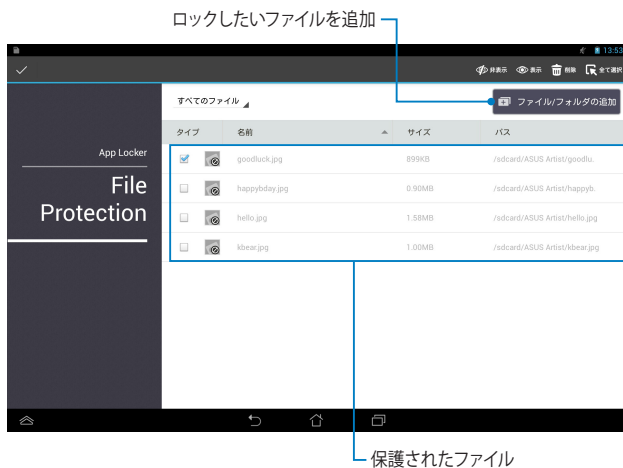 ロックしたいファイルを追加
13:53
非表示 表示 削除 全て選択
すべてのファイル
ファイル/フォルダの追加
タイプ 名前 サイズ パス
App Locker
File
Protection
goodluck.jpg 899KB /sdcard/ASUS Artist/goodlu.
happybday.jpg 0.90MB /sdcard/ASUS Artist/happyb.
hello.jpg 1.58MB /sdcard/ASUS Artist/hello.jpg
kbear.jpg 1.00MB /sdcard/ASUS Artist/kbear.jpg
保護されたファイル